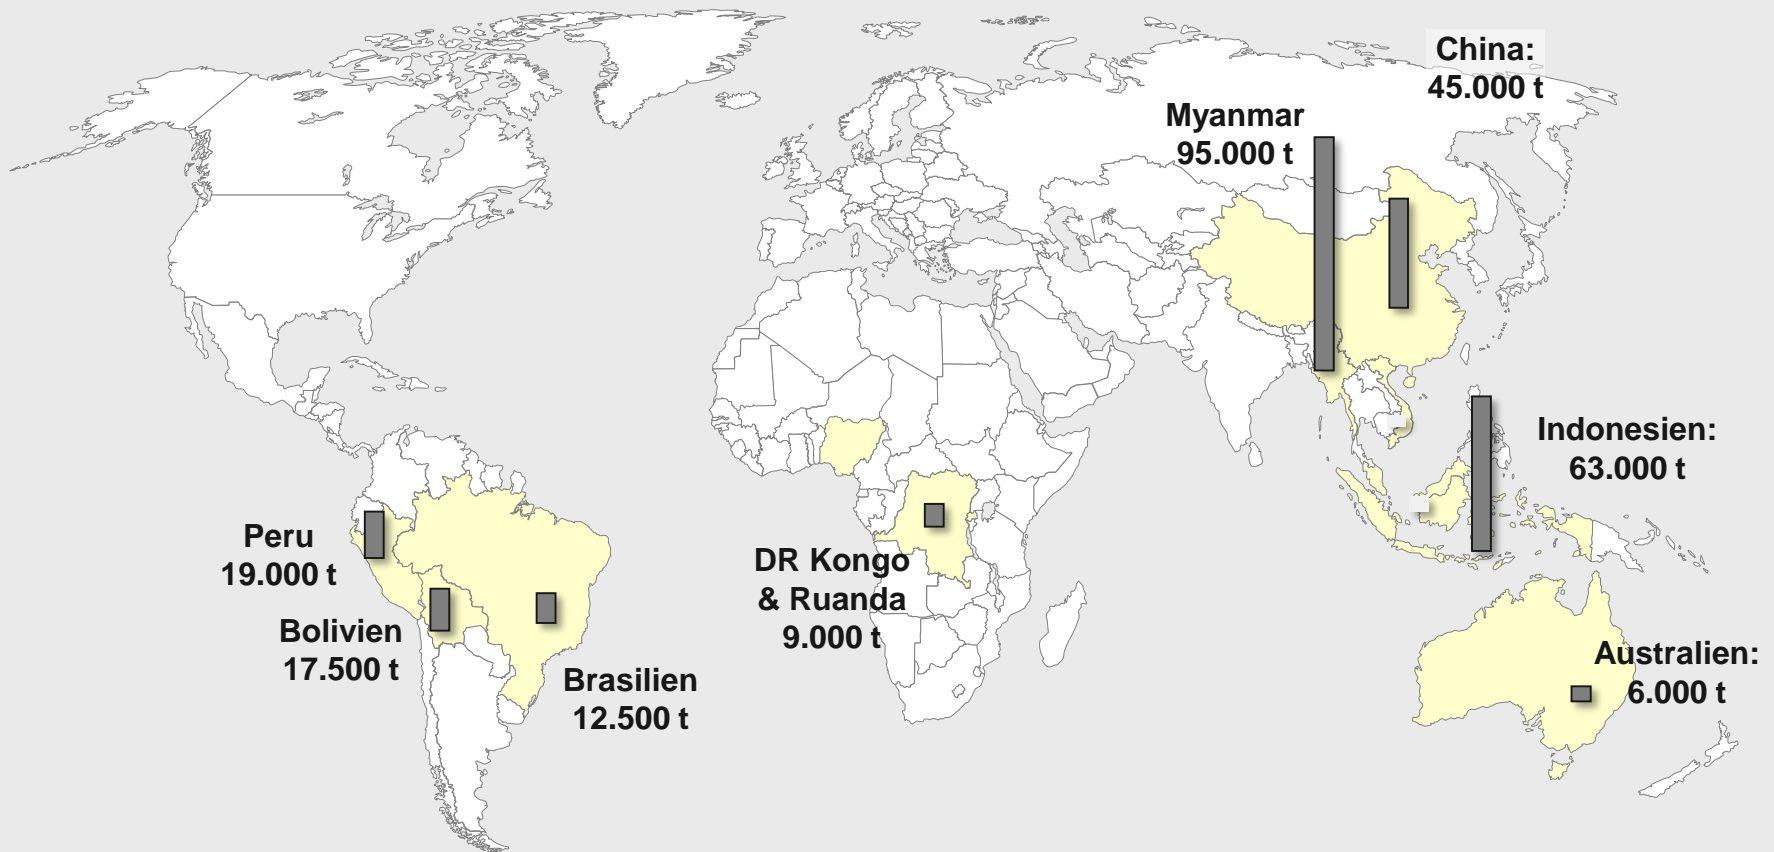 China:
45.000 t
Myanmar
95.000 t
Indonesien:
63.000 t
Peru
19.000 t
DR Kongo
& Ruanda
9.000 t
Bolivien
17.500 t
Brasilien
12.500 t
Australien:
6.000 t